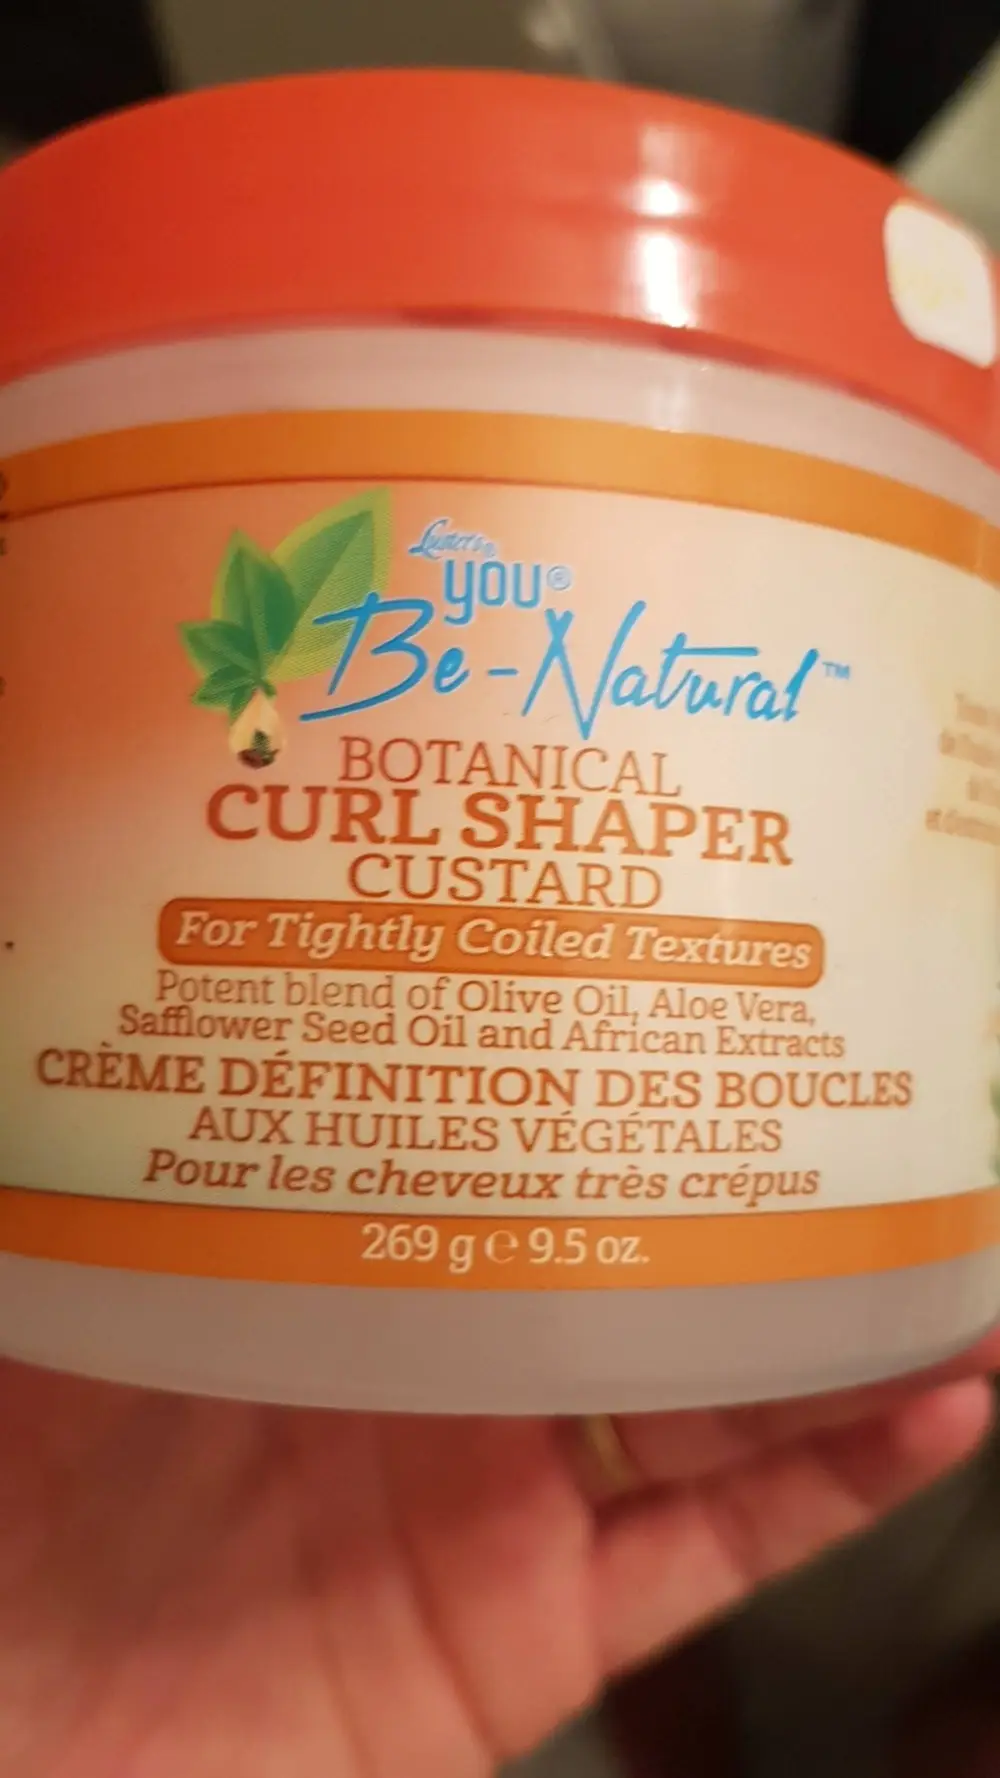 Luster's®
YOU®
Be-Natural™
BOTANICAL
CURL SHAPER
CUSTARD
For Tightly Coiled Textures
Potent blend of Olive Oil, Aloe Vera,
Safflower Seed Oil and African Extracts
CRÈME DÉFINITION DES BOUCLES
AUX HUILES VÉGÉTALES
Pour les cheveux très crépus
269 g ℮ 9.5 oz.